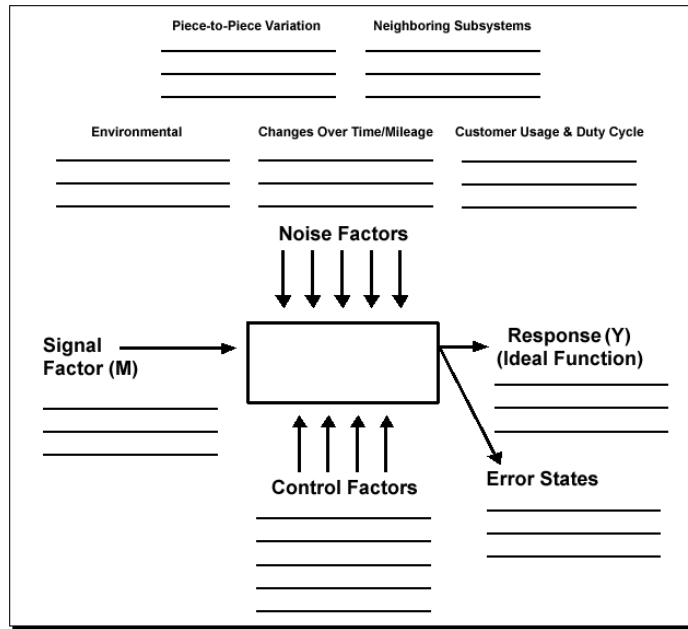 Piece-to-Piece Variation
Neighboring Subsystems
Environmental
Changes Over Time/Mileage
Customer Usage & Duty Cycle
Noise Factors
Signal
Factor (M)
Response (Y)
(Ideal Function)
Control Factors
Error States